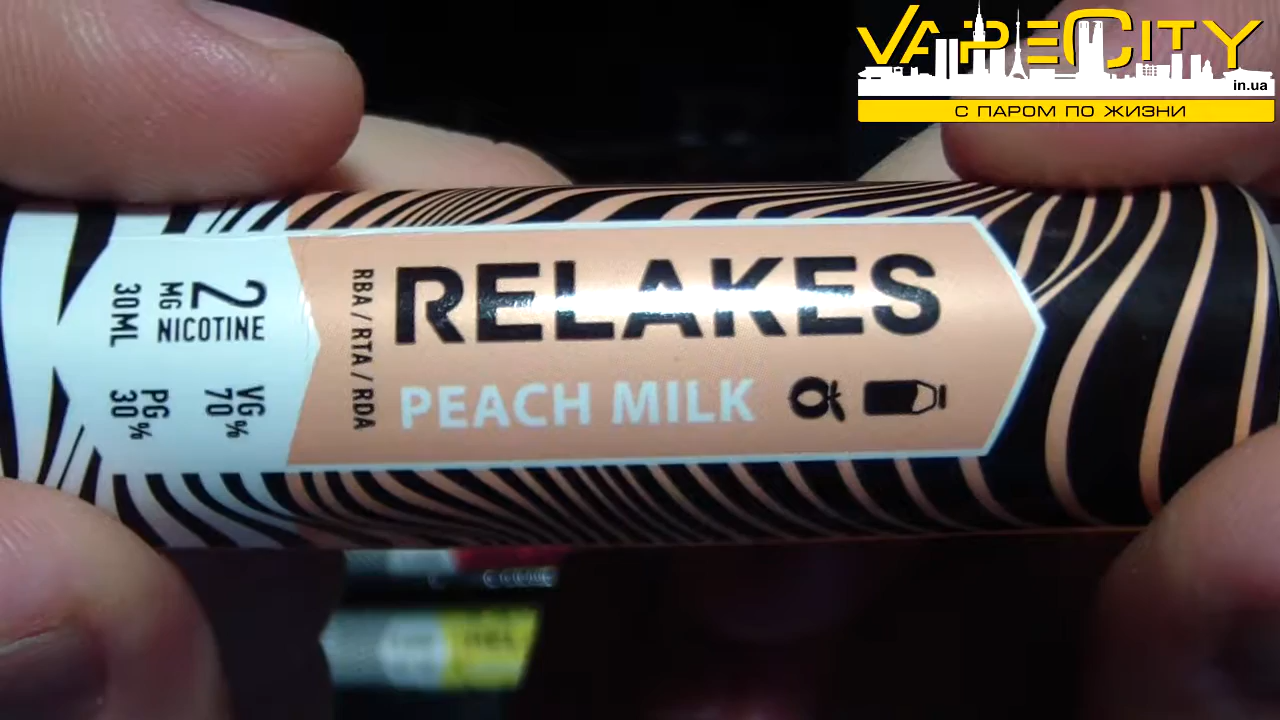 VAPECITY
in.ua
С ПАРОМ ПО ЖИЗНИ
RELAKES
PEACH MILK
RBA / RTA / RDA
2
MG
NICOTINE
30ML
VG
70%
PG
30%